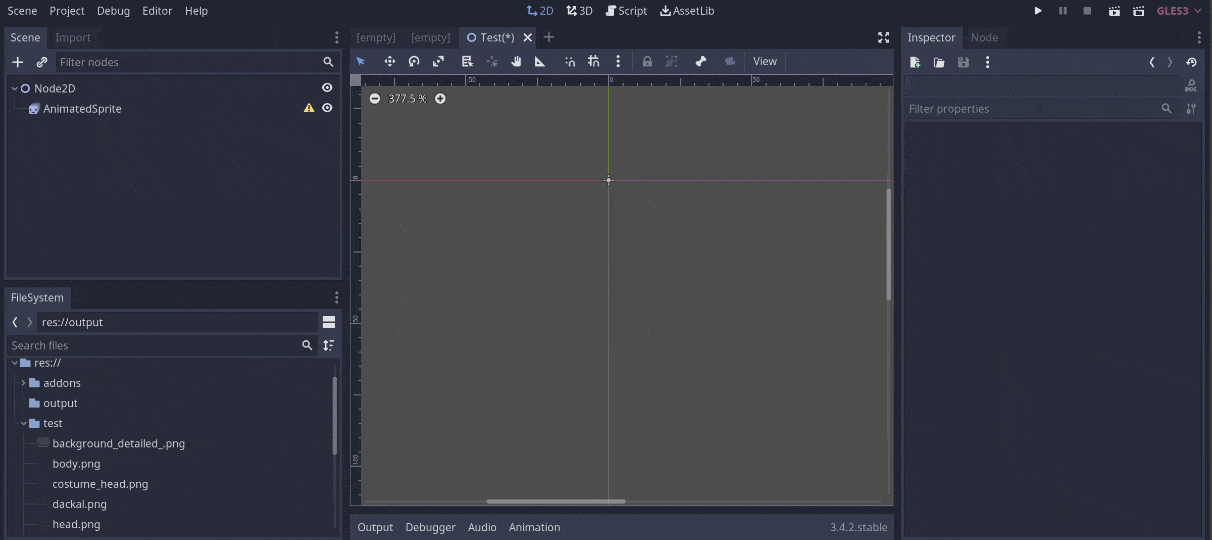 Scene Project Debug Editor Help 2D 3D Script AssetLib GLES3
Scene Import
Filter nodes
Node2D
AnimatedSprite
FileSystem
res://output
Search files
res://
addons
output
test
background_detailed_.png
body.png
costume_head.png
dackal.png
head.png
[empty] [empty] Test(*)
View
50 0 50
377.5 %
0
50
100
Output Debugger Audio Animation 3.4.2.stable
Inspector Node
DOC
Filter properties